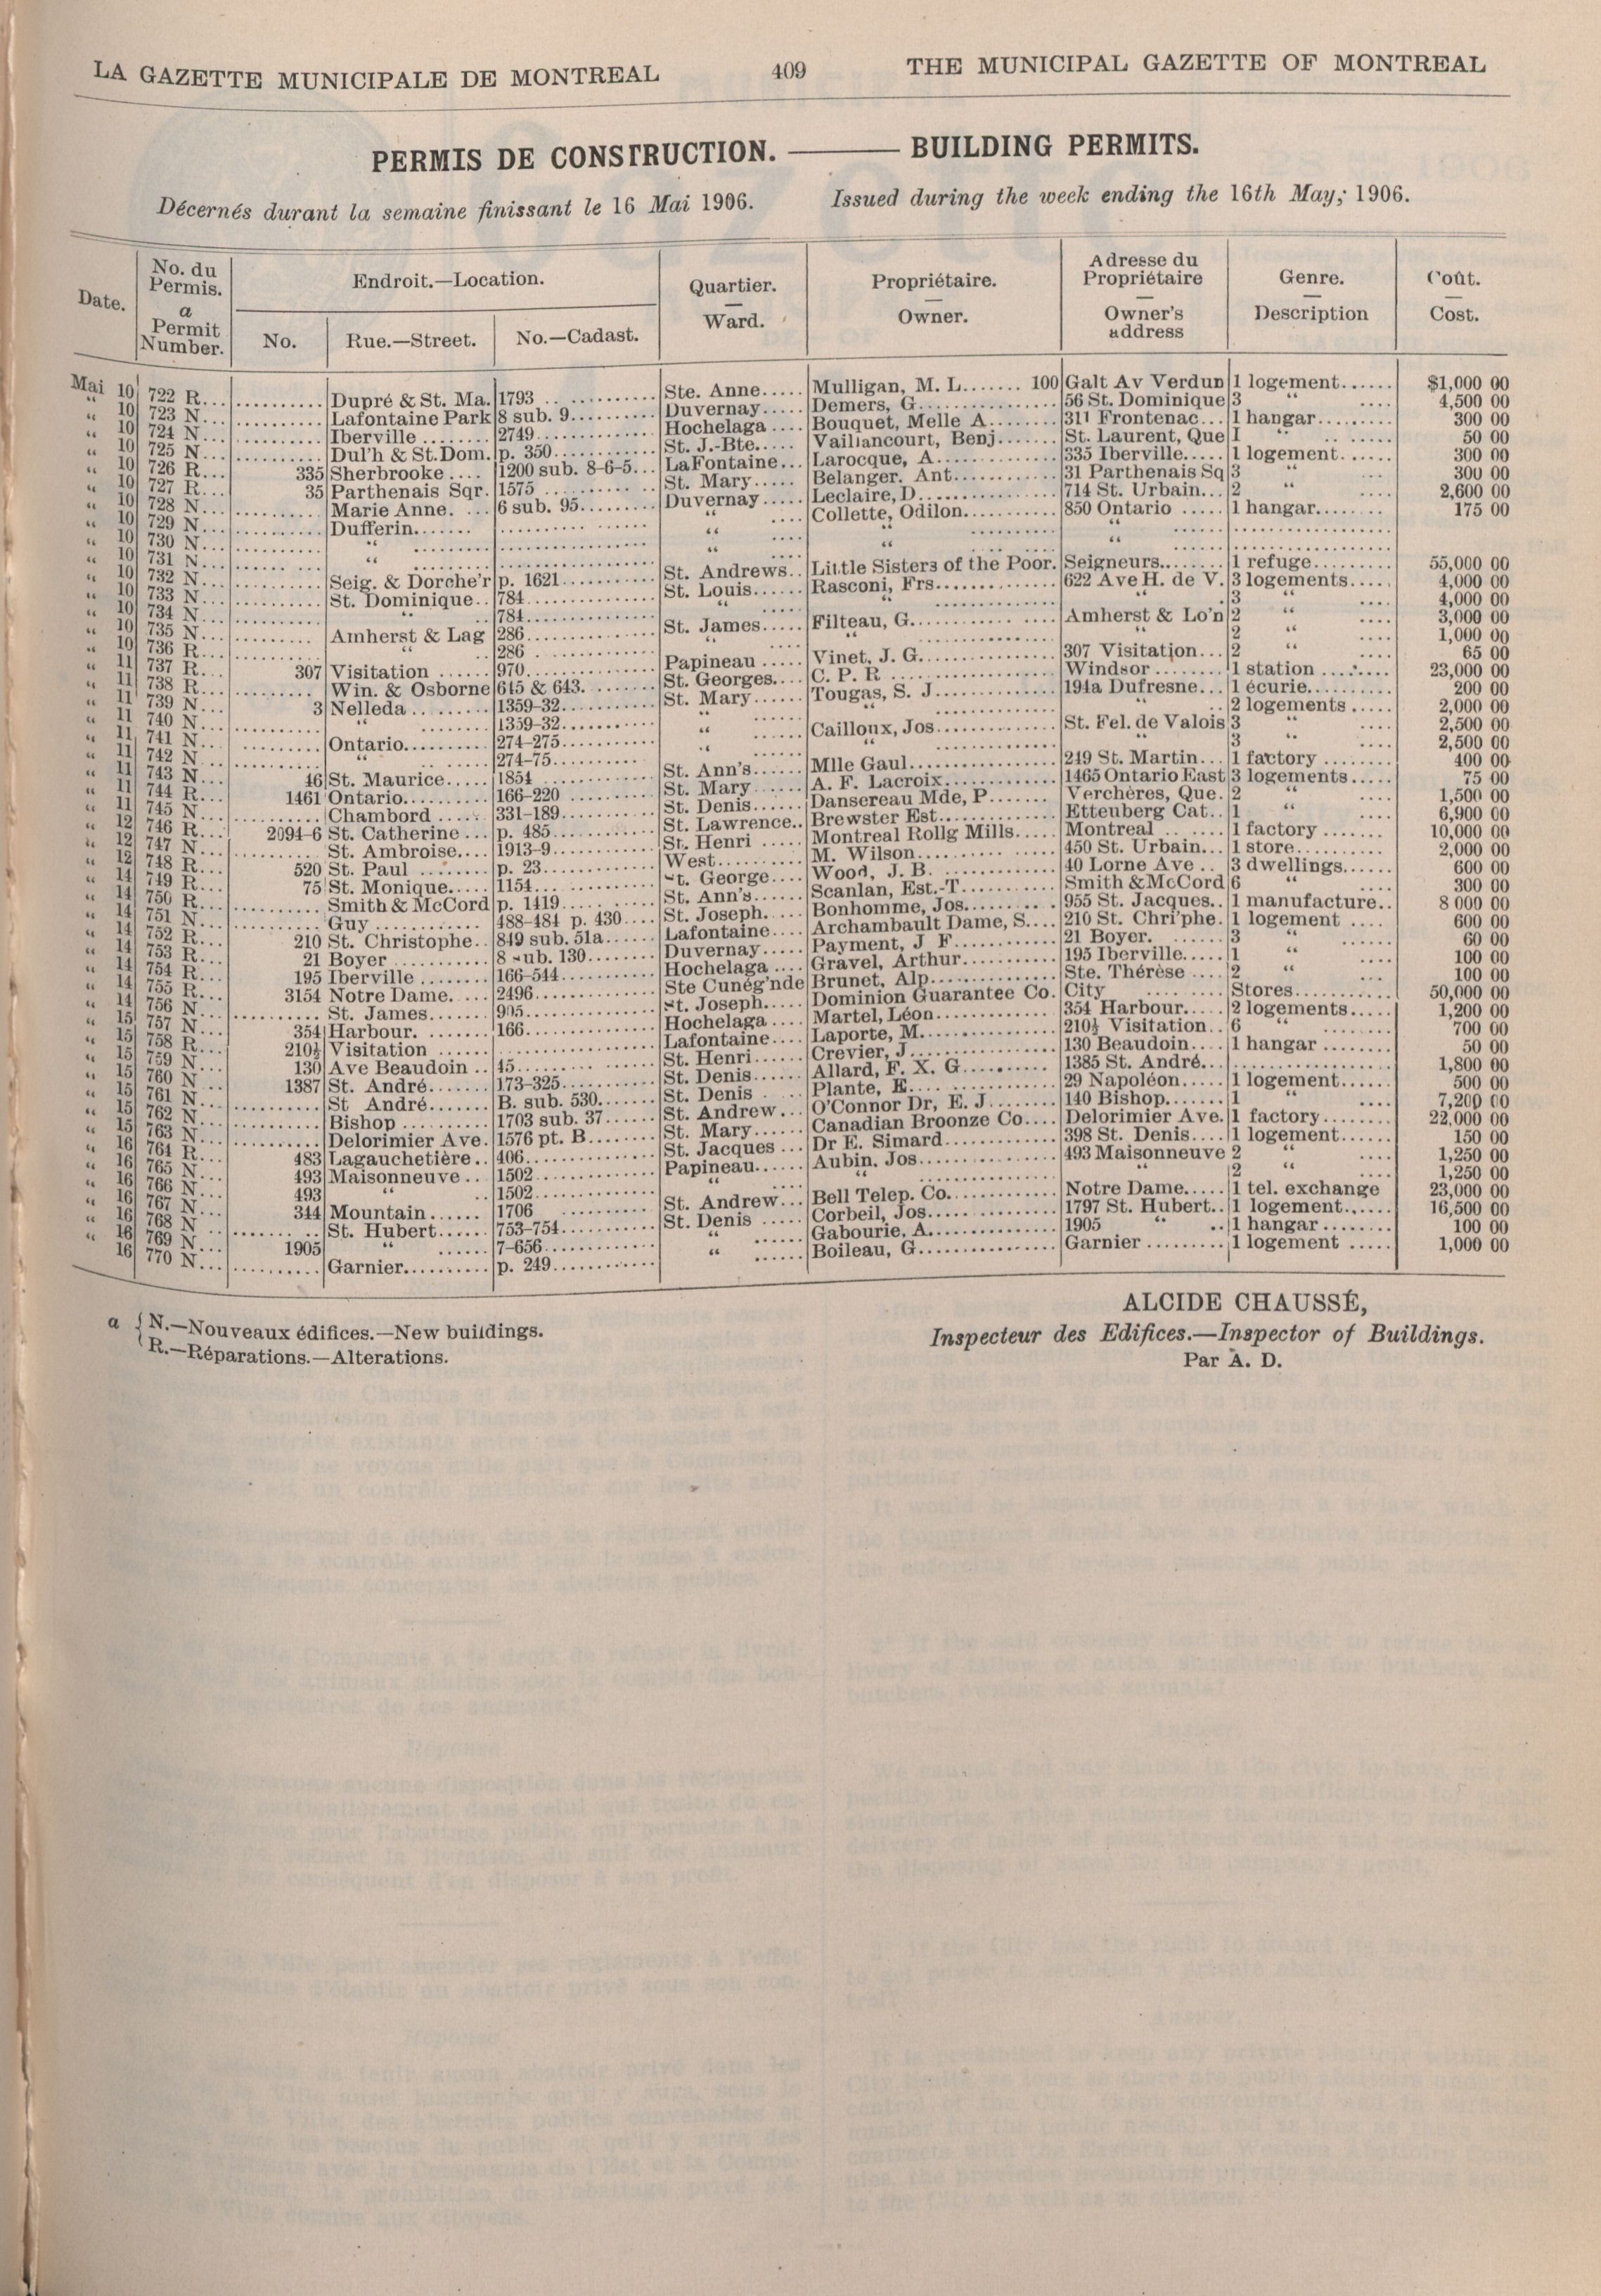 LA GAZETTE MUNICIPALE DE MONTREAL 409 THE MUNICIPAL GAZETTE OF MONTREAL
PERMIS DE CONSTRUCTION. ——— BUILDING PERMITS.
Décernés durant la semaine finissant le 16 Mai 1906. Issued during the week ending the 16th May; 1906.
Date. No. du Permis. a Permit Number. Endroit.—Location. No. Rue.—Street. No.—Cadast. Quartier. — Ward. Propriétaire. — Owner. Adresse du Propriétaire — Owner's address Genre. — Description Coût. — Cost.
Mai 10 722 R... Dupré & St. Ma. 1793 Ste. Anne..... Mulligan, M. L....... 100 Galt Av Verdun 1 logement...... $1,000 00
" 10 723 N... Lafontaine Park 8 sub. 9 Duvernay..... Demers, G. 56 St. Dominique 3 " .... 4,500 00
" 10 724 N... Iberville 2749 Hochelaga .... Bouquet, Melle A. 311 Frontenac... 1 hangar 300 00
" 10 725 N... Dul'h & St.Dom. p. 350 St. J.-Bte..... Vaillancourt, Benj. St. Laurent, Que 1 " 50 00
" 10 726 R... 335 Sherbrooke .... 1200 sub. 8-6-5... LaFontaine... Larocque, A. 335 Iberville..... 1 logement...... 300 00
" 10 727 R... 35 Parthenais Sqr. 1575 St. Mary..... Belanger. Ant. 31 Parthenais Sq 3 " ... 300 00
" 10 728 N... Marie Anne. ... 6 sub. 95 Duvernay..... Leclaire, D. 714 St. Urbain... 2 " .... 2,600 00
" 10 729 N... Dufferin....... " .... Collette, Odilon. 850 Ontario ..... 1 hangar........ 175 00
" 10 730 N... " " .... " " ......
" 10 731 N... " " .... " " ......
" 10 732 N... Seig. & Dorche'r p. 1621 St. Andrews.. Little Sisters of the Poor. Seigneurs....... 1 refuge......... 55,000 00
" 10 733 N... St. Dominique.. 784 St. Louis...... Rasconi, Frs. 622 Ave H. de V. 3 logements..... 4,000 00
" 10 734 N... " .. 784 " ..... " " .. 3 " .... 4,000 00
" 10 735 N... Amherst & Lag 286 St. James..... Filteau, G. Amherst & Lo'n 2 " .... 3,000 00
" 10 736 R... " .. 286 " .... " " 2 " .... 1,000 00
" 11 737 R... 307 Visitation ...... 970 Papineau ..... Vinet, J. G. 307 Visitation... 2 " .... 65 00
" 11 738 R... Win. & Osborne 615 & 643. St. Georges.... C. P. R Windsor ........ 1 station ....... 23,000 00
" 11 739 N... 3 Nelleda ......... 1359-32 St. Mary...... Tougas, S. J. 194a Dufresne... 1 écurie.......... 200 00
" 11 740 N... " ........ 1359-32 " ...... " " .. 2 logements ..... 2,000 00
" 11 741 N... Ontario.......... 274-275 " ...... Cailloux, Jos. St. Fel. de Valois 3 " .... 2,500 00
" 11 742 N... " ........ 274-75 " ...... " " 3 " .... 2,500 00
" 11 743 N... 46 St. Maurice..... 1854 St. Ann's...... Mlle Gaul 219 St. Martin... 1 factory ........ 400 00
" 11 744 R... 1461 Ontario.......... 166-220 St. Mary ...... A. F. Lacroix. 1465 Ontario East 3 logements..... 75 00
" 11 745 N... Chambord ..... 331-189 St. Denis...... Dansereau Mde, P....... Verchères, Que. 2 " .... 1,500 00
" 12 746 R... 2094-6 St. Catherine ... p. 485 St. Lawrence.. Brewster Est. Ettenberg Cat.. 1 " .... 6,900 00
" 12 747 N... St. Ambroise.... 1913-9 St. Henri ..... Montreal Rollg Mills..... Montreal .. .... 1 factory ....... 10,000 00
" 12 748 R... 520 St. Paul ........ p. 23 West.......... M. Wilson. 450 St. Urbain... 1 store.......... 2,000 00
" 14 749 R... 75 St. Monique..... 1154 St. George.... Wood, J. B. 40 Lorne Ave .. 3 dwellings...... 600 00
" 14 750 R... Smith & McCord p. 1419 St. Ann's...... Scanlan, Est.-T. Smith &McCord 6 " .... 300 00
" 14 751 N... Guy ............ 488-484 p. 430 .... St. Joseph. .... Bonhomme, Jos. 955 St. Jacques.. 1 manufacture.. 8 000 00
" 14 752 R... 210 St. Christophe.. 849 sub. 51a...... Lafontaine.... Archambault Dame, S.... 210 St. Chri'phe. 1 logement .... 600 00
" 14 753 R... 21 Boyer ........... 8 sub. 130........ Duvernay..... Payment, J F. 21 Boyer. ....... 3 " ...... 60 00
" 14 754 R... 195 Iberville ........ 166-544 Hochelaga .... Gravel, Arthur. 195 Iberville..... 1 " .... 100 00
" 14 755 R... 3154 Notre Dame. .... 2496 Ste Cunég'nde Brunet, Alp. Ste. Thérèse .... 2 " ... 100 00
" 14 756 N... St. James....... 905 St. Joseph..... Dominion Guarantee Co. City Stores.......... 50,000 00
" 15 757 N... 354 Harbour. ....... 166 Hochelaga .... Martel, Léon 354 Harbour..... 2 logements..... 1,200 00
" 15 758 R... 210½ Visitation ...... Lafontaine.... Laporte, M. 210½ Visitation.. 6 " ........ 700 00
" 15 759 N... 130 Ave Beaudoin .. 45 St. Henri...... Crevier, J. 130 Beaudoin.... 1 hangar ........ 50 00
" 15 760 N... 1387 St. André....... 173-325 St. Denis...... Allard, F. X. G. 1385 St. André... 1,800 00
" 15 761 N... St André....... B. sub. 530 St. Denis . .... Plante, E. 29 Napoléon..... 1 logement...... 500 00
" 15 762 N... Bishop .......... 1703 sub. 37 St. Andrew... O'Connor Dr, E. J. 140 Bishop....... 1 " .... 7,200 00
" 15 763 N... Delorimier Ave. 1576 pt. B St. Mary...... Canadian Broonze Co.... Delorimier Ave. 1 factory........ 22,000 00
" 16 764 R... 483 Lagauchetière.. 406 St. Jacques ... Dr E. Simard. 398 St. Denis.... 1 logement...... 150 00
" 16 765 N... 493 Maisonneuve .. 1502 Papineau...... Aubin, Jos. 493 Maisonneuve 2 " .... 1,250 00
" 16 766 N... 493 " .. 1502 " ...... " " 2 " .... 1,250 00
" 16 767 N... 344 Mountain ...... 1706 St. Andrew... Bell Telep. Co. Notre Dame..... 1 tel. exchange 23,000 00
" 16 768 N... St. Hubert...... 753-754 St. Denis ..... Corbeil, Jos. 1797 St. Hubert.. 1 logement...... 16,500 00
" 16 769 N... 1905 " ...... 7-656 " ...... Gabourie, A. 1905 " .. 1 hangar ........ 100 00
" 16 770 N... Garnier.......... p. 249 " ...... Boileau, G. Garnier ......... 1 logement ..... 1,000 00
a { N.—Nouveaux édifices.—New buildings.
R.—Réparations.—Alterations.
ALCIDE CHAUSSÉ,
Inspecteur des Edifices.—Inspector of Buildings.
Par A. D.